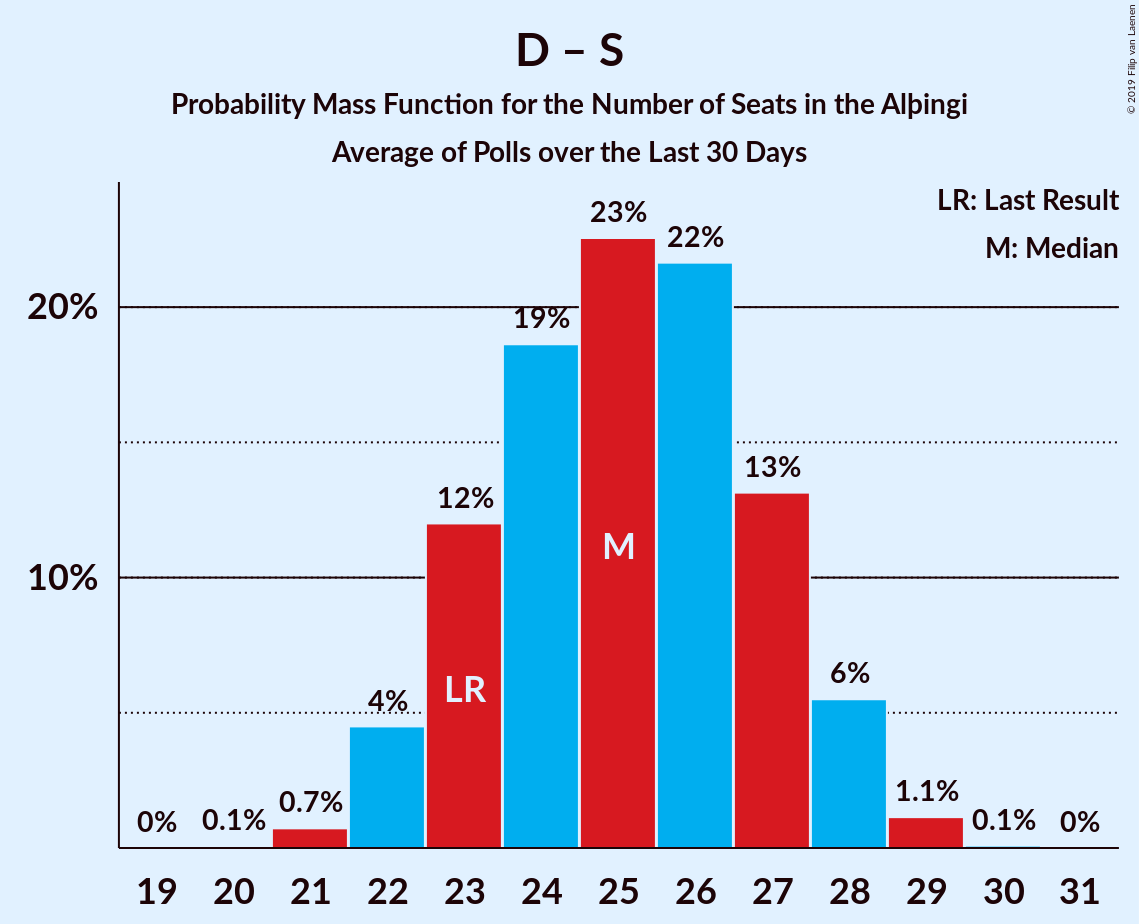 D – S
Probability Mass Function for the Number of Seats in the Alþingi
Average of Polls over the Last 30 Days
© 2019 Filip van Laenen
LR: Last Result
M: Median
20%
10%
0%
0.1%
0.7%
4%
12%
19%
23%
22%
13%
6%
1.1%
0.1%
0%
LR
M
19 20 21 22 23 24 25 26 27 28 29 30 31